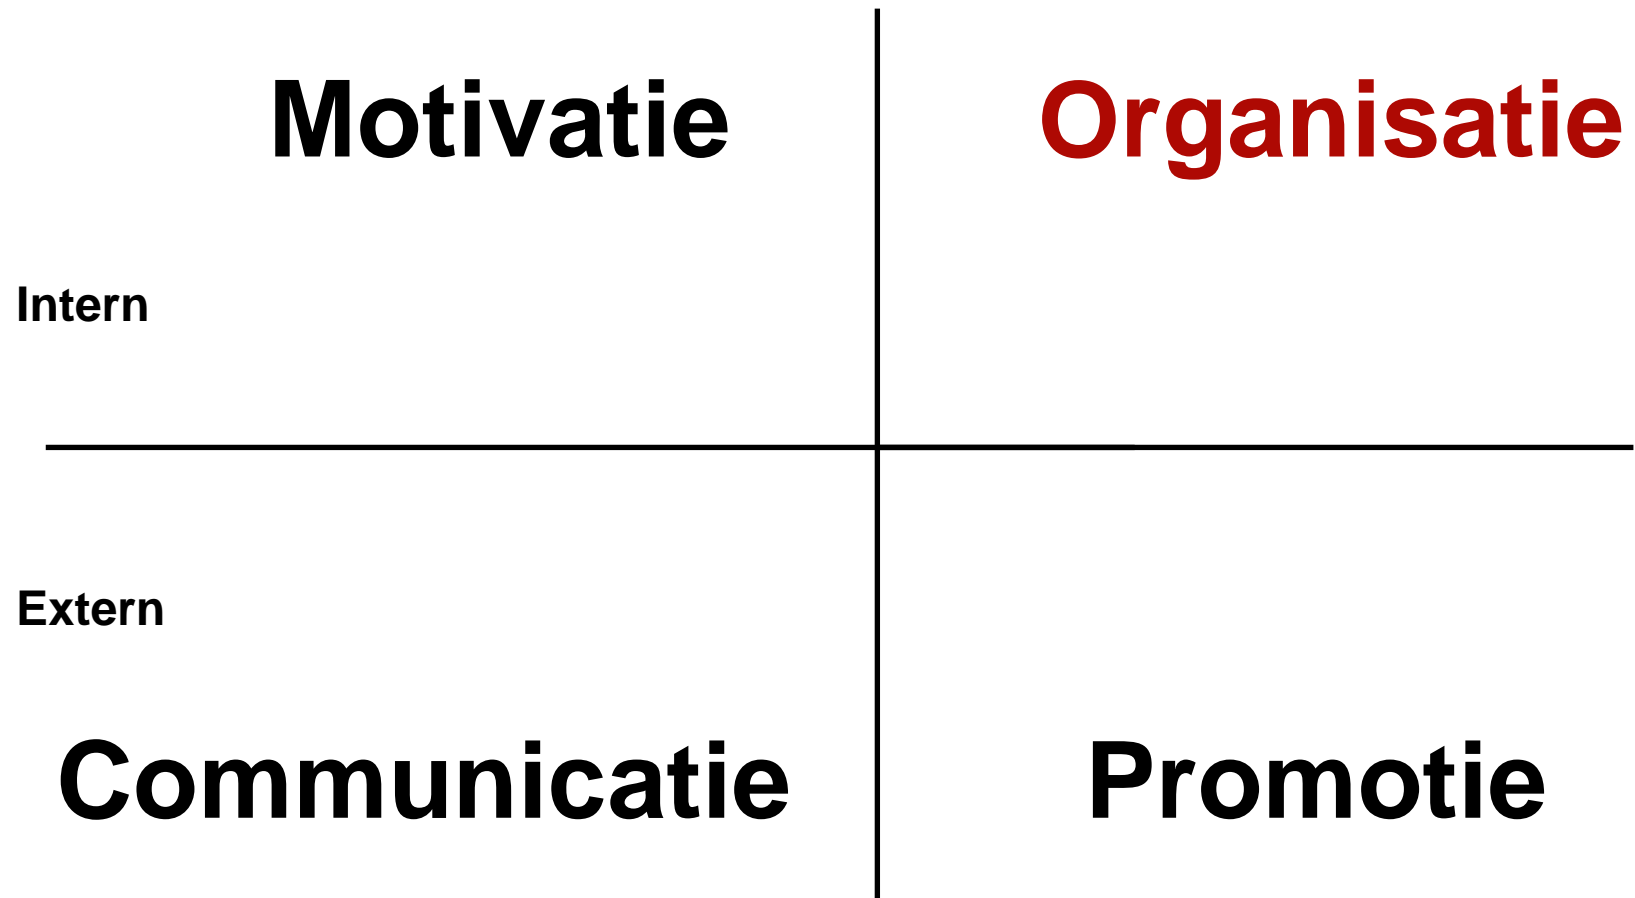 Motivatie
Organisatie
Intern
Extern
Communicatie
Promotie